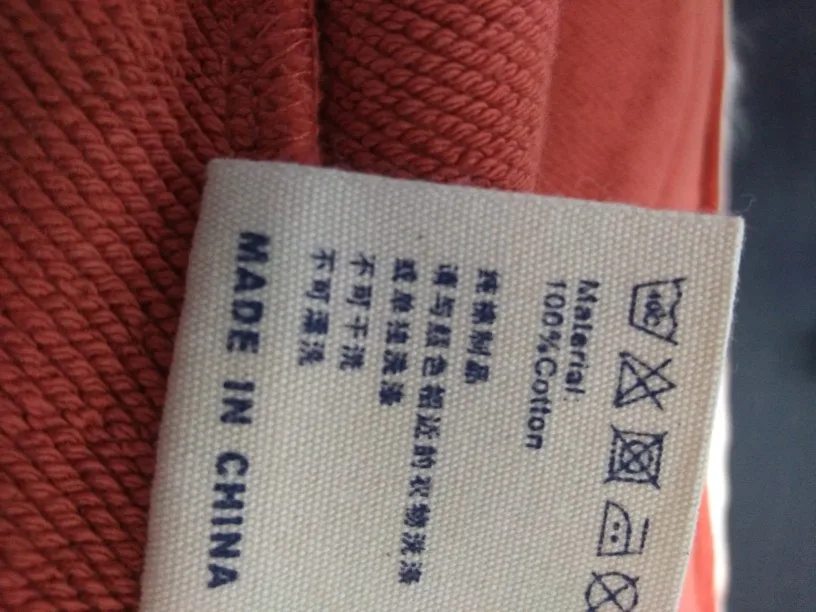 40°
Material:
100%Cotton
纯棉制品
请与颜色相近的衣物洗涤
或单独洗涤
不可干洗
不可漂洗
MADE IN CHINA